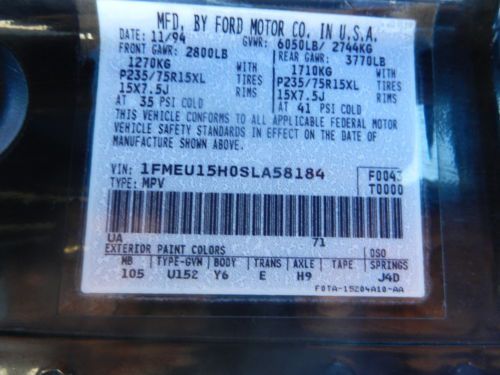 MFD. BY FORD MOTOR CO. IN U.S.A.
DATE: 11/94 GVWR: 6050LB/ 2744KG
FRONT GAWR: 2800LB REAR GAWR: 3770LB
1270KG WITH 1710KG WITH
P235/75R15XL TIRES P235/75R15XL TIRES
15X7.5J RIMS 15X7.5J RIMS
AT 35 PSI COLD AT 41 PSI COLD
THIS VEHICLE CONFORMS TO ALL APPLICABLE FEDERAL MOTOR
VEHICLE SAFETY STANDARDS IN EFFECT ON THE DATE OF
MANUFACTURE SHOWN ABOVE.
VIN: 1FMEU15H0SLA58184 F0043
TYPE: MPV T0000
UA 71
EXTERIOR PAINT COLORS DSO
WB TYPE-GVW BODY TRANS AXLE TAPE SPRINGS
105 U152 Y6 E H9 J4D
F0TA-15204A10-AA